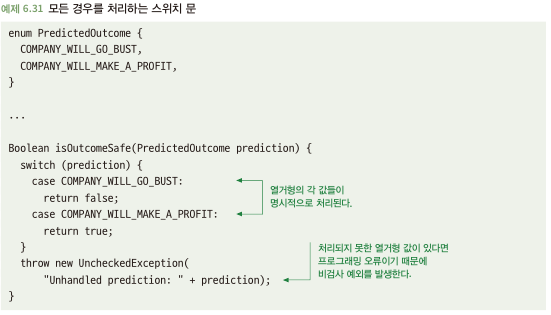 예제 6.31 모든 경우를 처리하는 스위치 문
enum PredictedOutcome {
  COMPANY_WILL_GO_BUST,
  COMPANY_WILL_MAKE_A_PROFIT,
}
...
Boolean isOutcomeSafe(PredictedOutcome prediction) {
  switch (prediction) {
    case COMPANY_WILL_GO_BUST:
      return false;
    case COMPANY_WILL_MAKE_A_PROFIT:
      return true;
  }
열거형의 각 값들이
명시적으로 처리된다.
  throw new UncheckedException(
      "Unhandled prediction: " + prediction);
}
처리되지 못한 열거형 값이 있다면
프로그래밍 오류이기 때문에
비검사 예외를 발생한다.